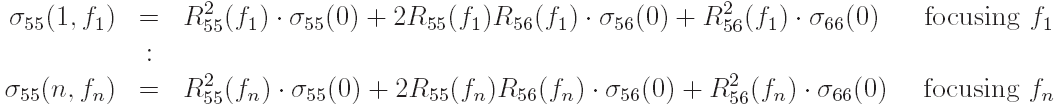 σ₅₅(1, f₁) = R²₅₅(f₁) · σ₅₅(0) + 2R₅₅(f₁)R₅₆(f₁) · σ₅₆(0) + R²₅₆(f₁) · σ₆₆(0) focusing f₁
:
σ₅₅(n, fₙ) = R²₅₅(fₙ) · σ₅₅(0) + 2R₅₅(fₙ)R₅₆(fₙ) · σ₅₆(0) + R²₅₆(fₙ) · σ₆₆(0) focusing fₙ